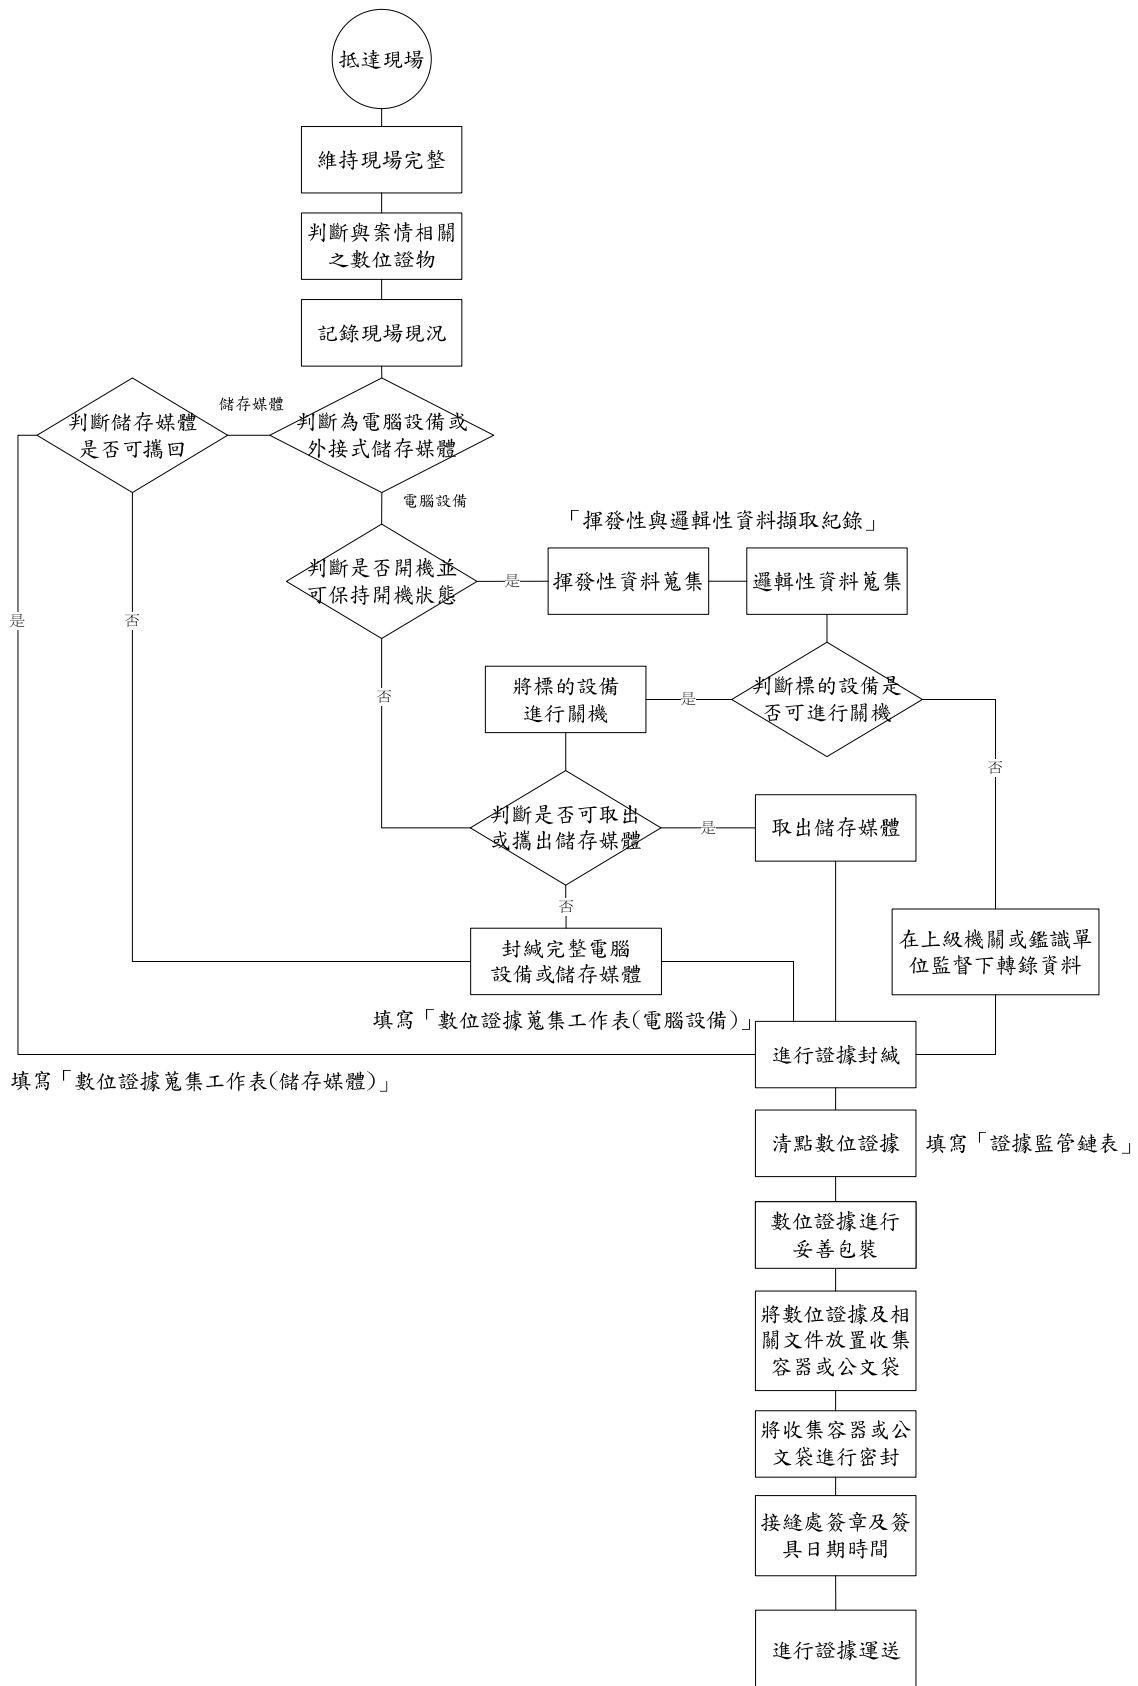 抵達現場
維持現場完整
判斷與案情相關
之數位證物
記錄現場現況
判斷儲存媒體
是否可攜回
儲存媒體
判斷為電腦設備或
外接式儲存媒體
電腦設備
「揮發性與邏輯性資料擷取紀錄」
判斷是否開機並
可保持開機狀態
是
揮發性資料蒐集
邏輯性資料蒐集
是
否
否
將標的設備
進行關機
是
判斷標的設備是
否可進行關機
否
判斷是否可取出
或攜出儲存媒體
是
取出儲存媒體
否
封緘完整電腦
設備或儲存媒體
在上級機關或鑑識單
位監督下轉錄資料
填寫「數位證據蒐集工作表(電腦設備)」
進行證據封緘
填寫「數位證據蒐集工作表(儲存媒體)」
清點數位證據
填寫「證據監管鏈表」
數位證據進行
妥善包裝
將數位證據及相
關文件放置收集
容器或公文袋
將收集容器或公
文袋進行密封
接縫處簽章及簽
具日期時間
進行證據運送